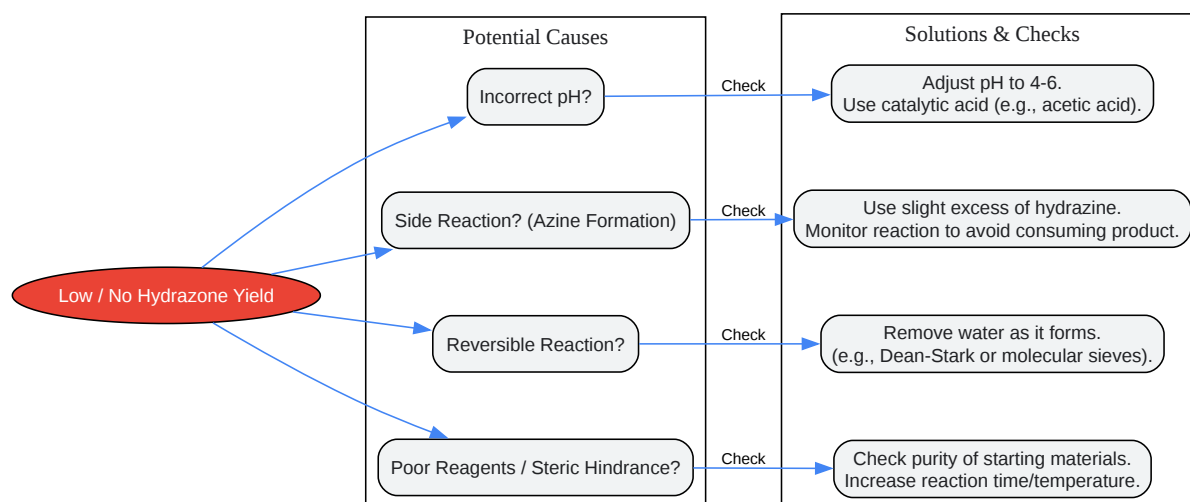 Potential Causes
Solutions & Checks
Incorrect pH?
Check
Adjust pH to 4-6.
Use catalytic acid (e.g., acetic acid).
Side Reaction? (Azine Formation)
Check
Use slight excess of hydrazine.
Monitor reaction to avoid consuming product.
Low / No Hydrazone Yield
Reversible Reaction?
Check
Remove water as it forms.
(e.g., Dean-Stark or molecular sieves).
Poor Reagents / Steric Hindrance?
Check
Check purity of starting materials.
Increase reaction time/temperature.